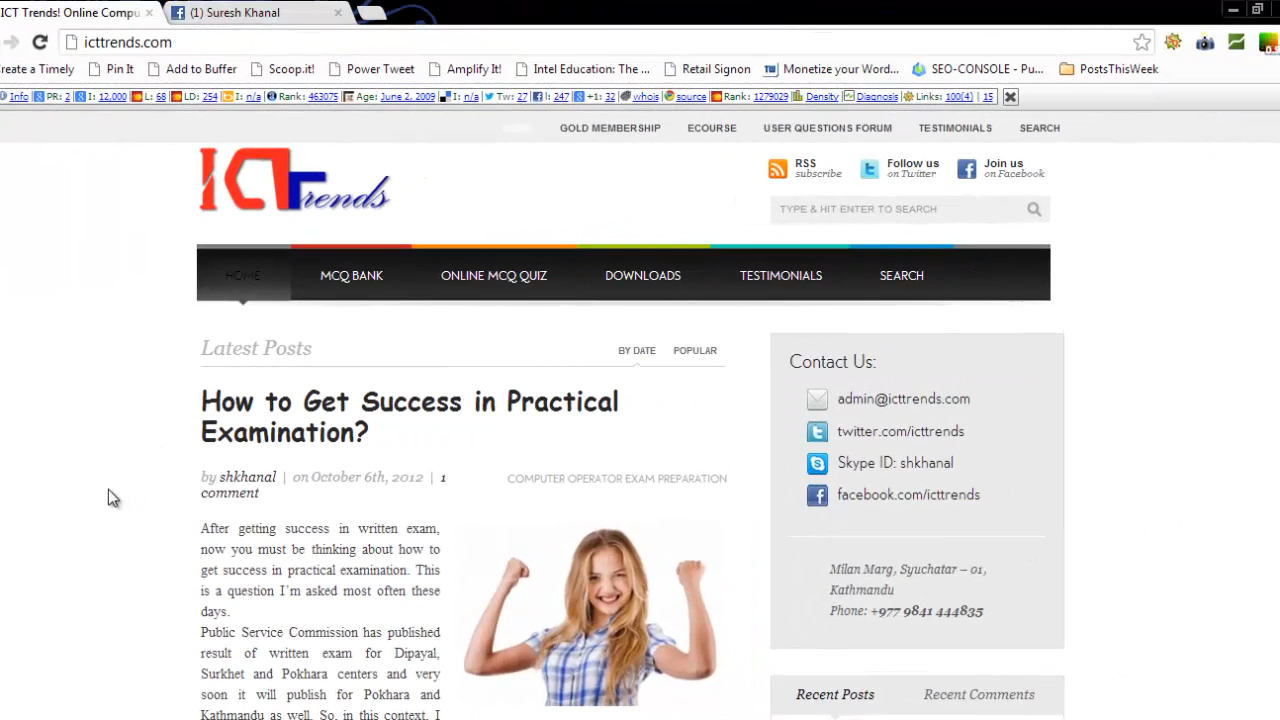 ICT Trends! Online Compu
(1) Suresh Khanal
icttrends.com
reate a Timely
Pin It
Add to Buffer
Scoop.it!
Power Tweet
Amplify It!
Intel Education: The ...
Retail Signon
Monetize your Word...
SEO-CONSOLE - Pu...
PostsThisWeek
Info PR: 2 I: 12,000 L: 68 LD: 254 I: n/a Rank: 463075 Age: June 2, 2009 I: n/a Tw: 27 I: 247 +1: 32 whois source Rank: 1279029 Density Diagnosis Links: 100(4) | 15
GOLD MEMBERSHIP ECOURSE USER QUESTIONS FORUM TESTIMONIALS SEARCH
ICTTrends
RSS
subscribe
Follow us
on Twitter
Join us
on Facebook
TYPE & HIT ENTER TO SEARCH
HOME MCQ BANK ONLINE MCQ QUIZ DOWNLOADS TESTIMONIALS SEARCH
Latest Posts
BY DATE POPULAR
How to Get Success in Practical
Examination?
by shkhanal | on October 6th, 2012 | 1
comment
COMPUTER OPERATOR EXAM PREPARATION
After getting success in written exam,
now you must be thinking about how to
get success in practical examination. This
is a question I'm asked most often these
days.
Public Service Commission has published
result of written exam for Dipayal,
Surkhet and Pokhara centers and very
soon it will publish for Pokhara and
Kathmandu as well. So, in this context, I
Contact Us:
admin@icttrends.com
twitter.com/icttrends
Skype ID: shkhanal
facebook.com/icttrends
Milan Marg, Syuchatar – 01,
Kathmandu
Phone: +977 9841 444835
Recent Posts Recent Comments